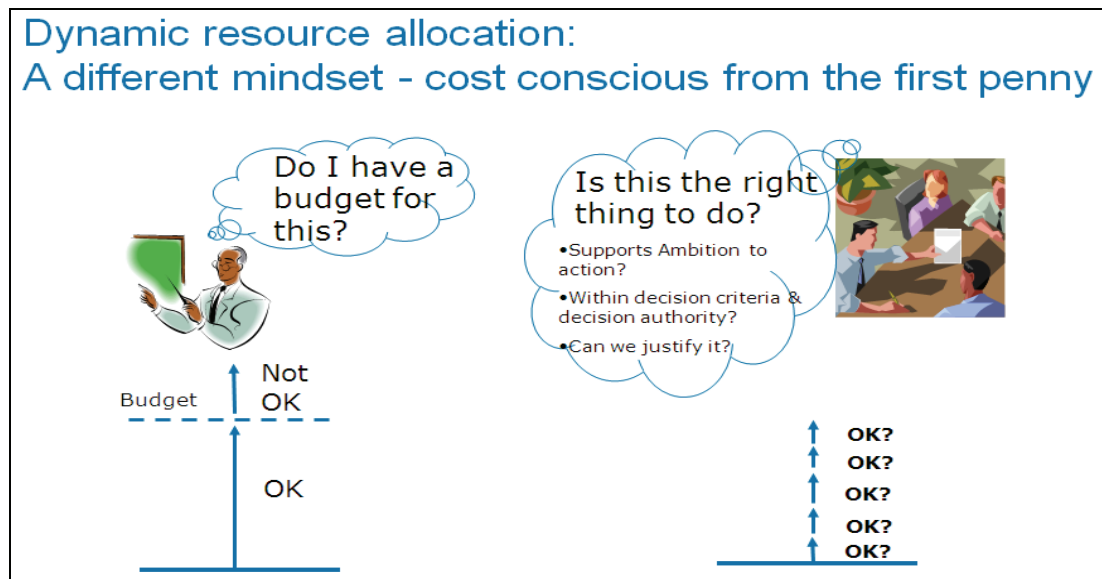 Dynamic resource allocation:
A different mindset - cost conscious from the first penny
Do I have a
budget for
this?
Not
OK
Budget
OK
Is this the right
thing to do?
•Supports Ambition to
action?
•Within decision criteria &
decision authority?
•Can we justify it?
OK?
OK?
OK?
OK?
OK?